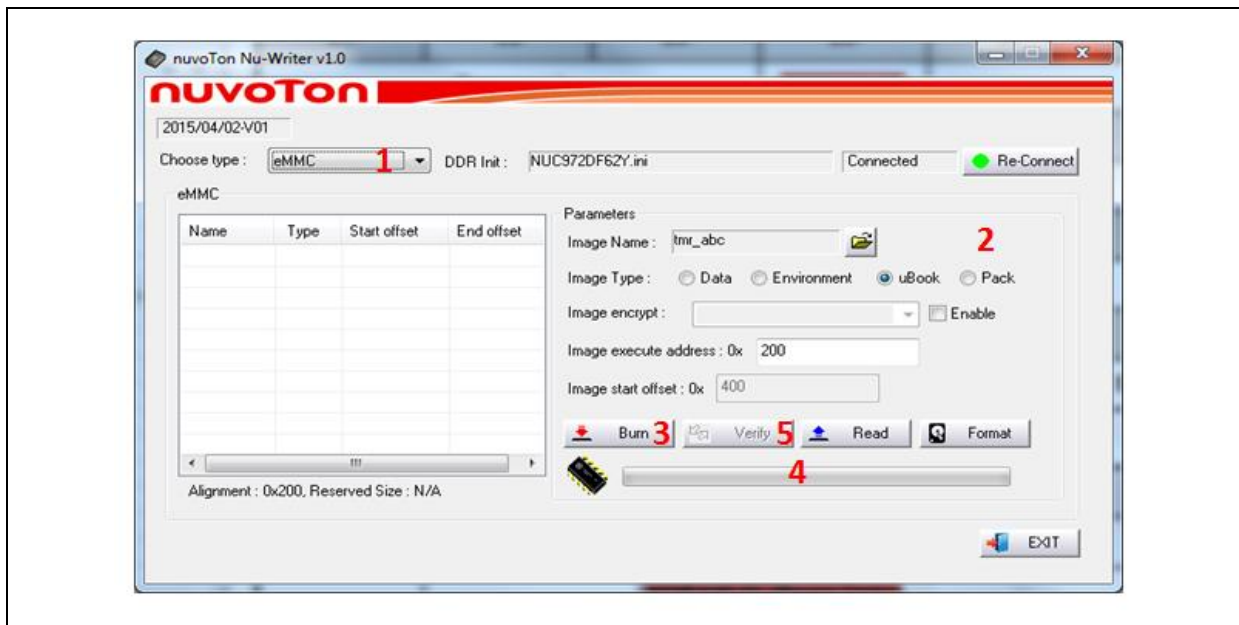 nuvoTon Nu-Writer v1.0
nuvoTon
2015/04/02-V01
Choose type : eMMC 1 DDR Init : NUC972DF62Y.ini Connected Re-Connect
eMMC
Name Type Start offset End offset
Parameters
Image Name : tmr_abc 2
Image Type : Data Environment uBook Pack
Image encrypt : Enable
Image execute address : 0x 200
Image start offset : 0x 400
Burn 3 Verify 5 Read Format
4
Alignment : 0x200, Reserved Size : N/A
EXIT